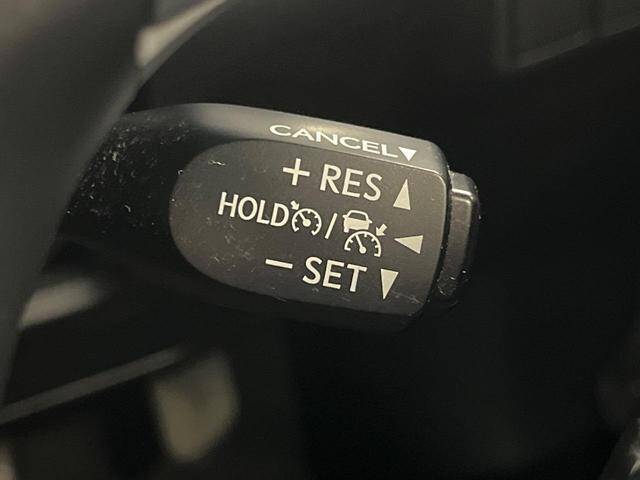 CANCEL▼
+ RES ▲
HOLD / ◀
− SET ▼